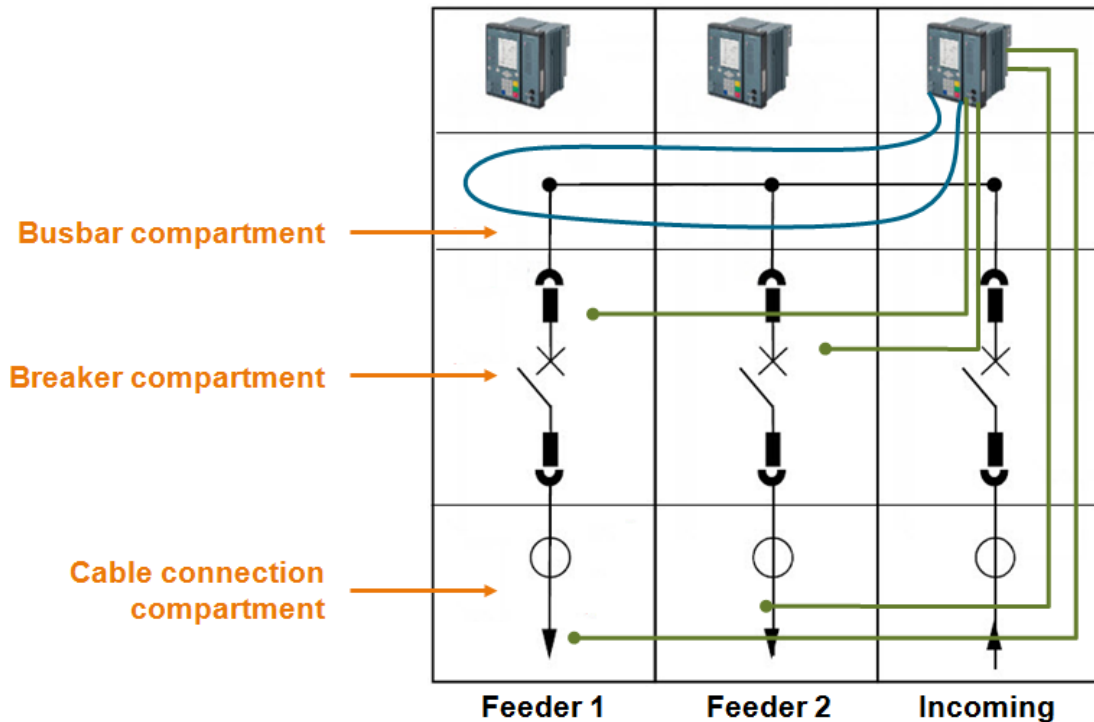 Busbar compartment
Breaker compartment
Cable connection
compartment
Feeder 1
Feeder 2
Incoming